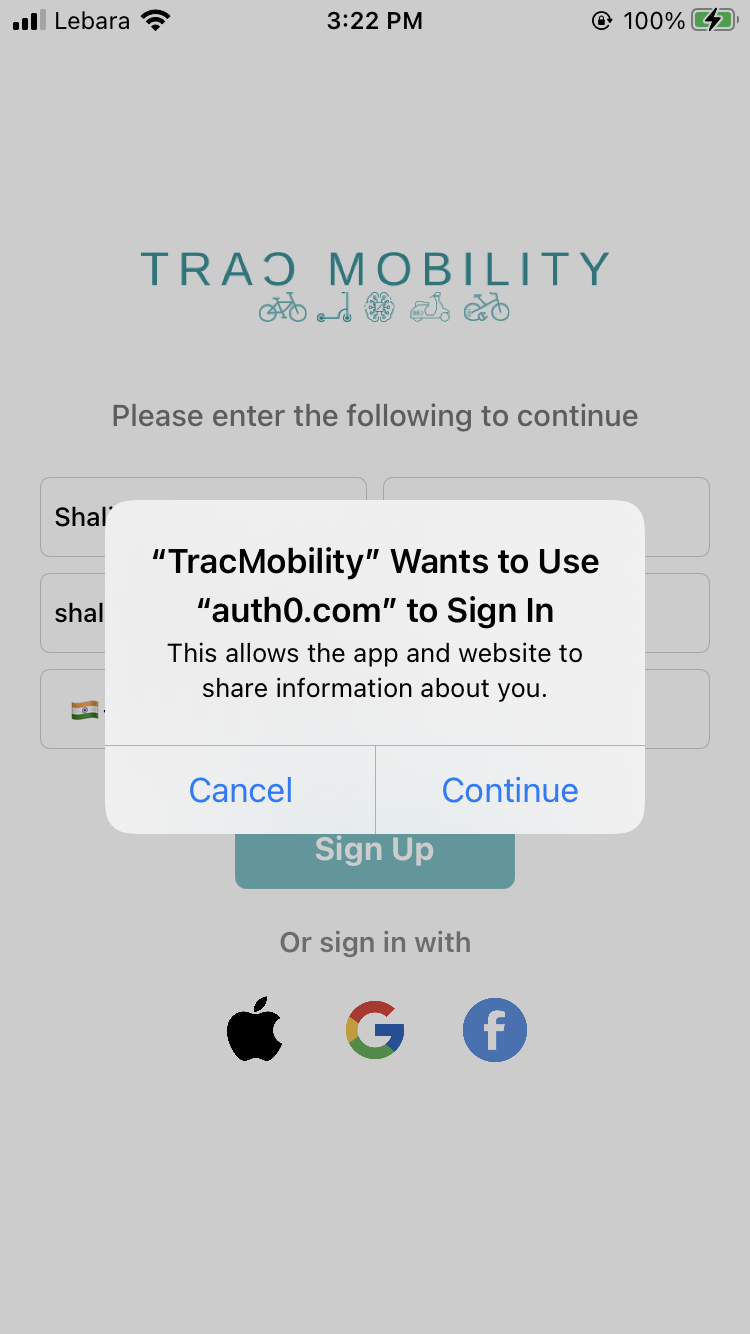 Lebara 3:22 PM 100%
TRAC MOBILITY
Please enter the following to continue
“TracMobility” Wants to Use
“auth0.com” to Sign In
This allows the app and website to
share information about you.
Cancel Continue
Sign Up
Or sign in with